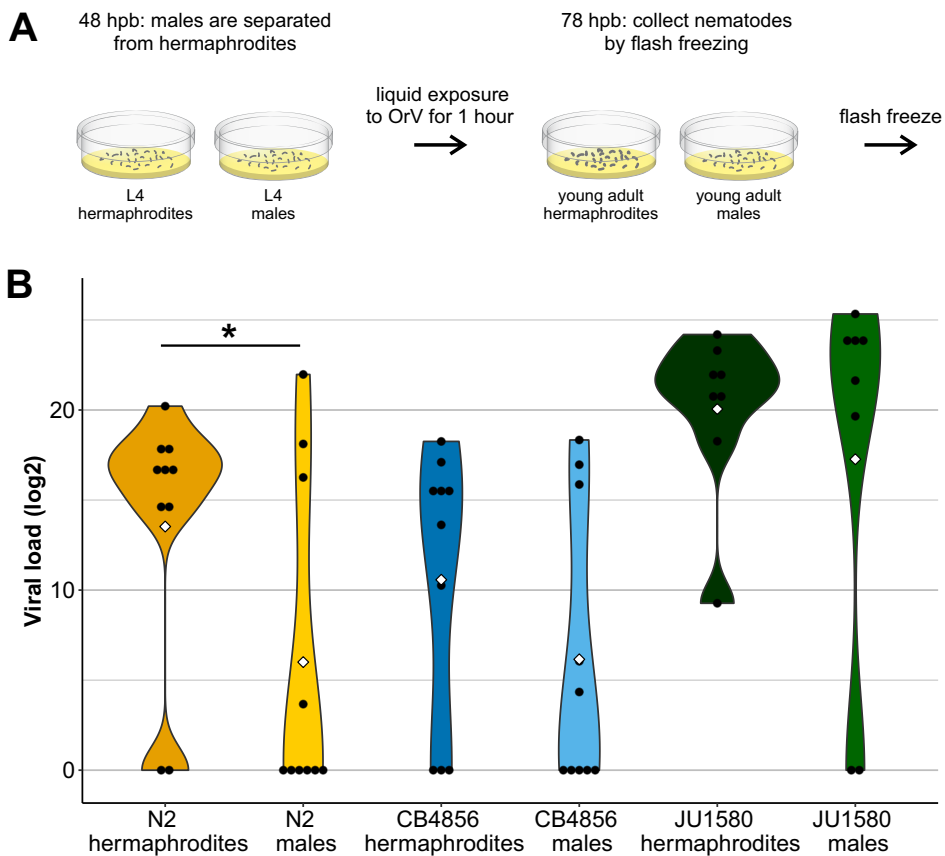 A
48 hpb: males are separated
from hermaphrodites
78 hpb: collect nematodes
by flash freezing
liquid exposure
to OrV for 1 hour
flash freeze
L4
hermaphrodites
L4
males
young adult
hermaphrodites
young adult
males
B
*
Viral load (log2)
20
10
0
N2
hermaphrodites
N2
males
CB4856
hermaphrodites
CB4856
males
JU1580
hermaphrodites
JU1580
males